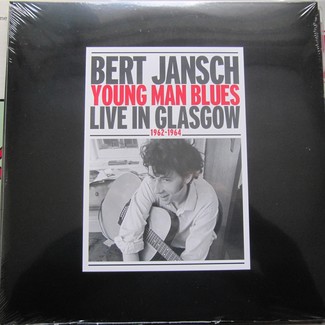 BERT JANSCH
YOUNG MAN BLUES
LIVE IN GLASGOW
1962-1964